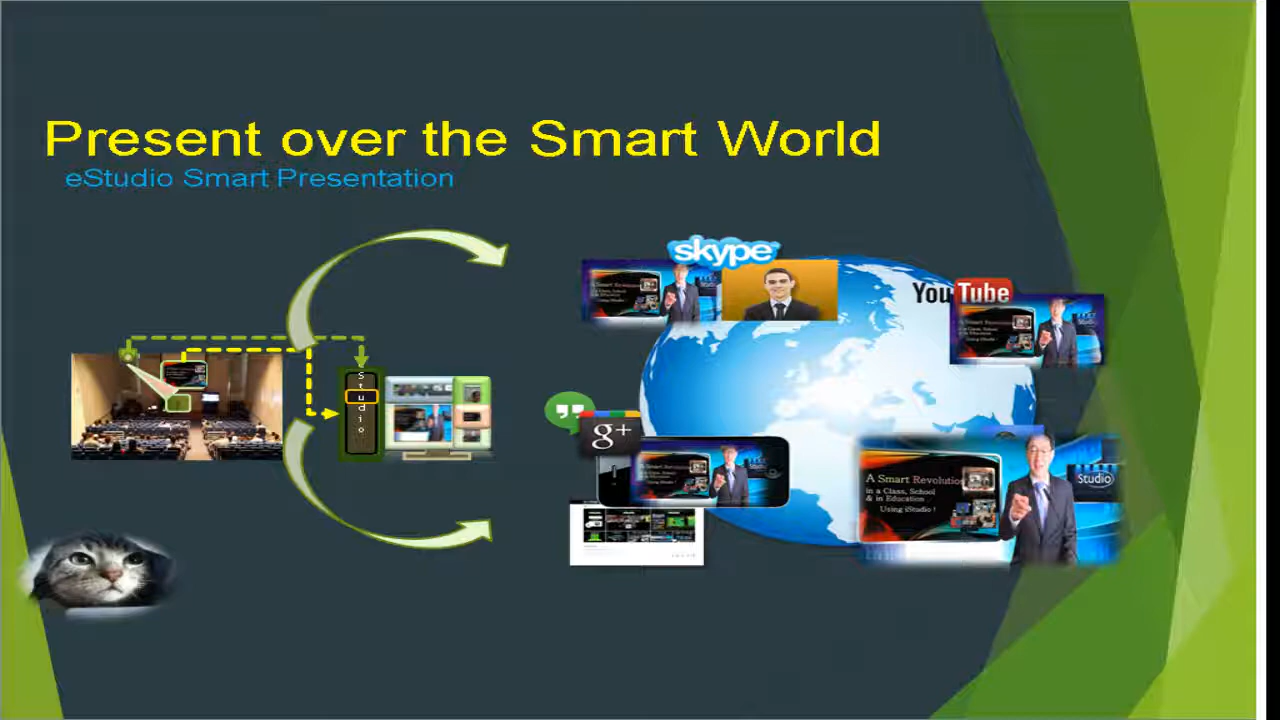 Present over the Smart World
eStudio Smart Presentation
skype
YouTube
Studio
g+
A Smart Revolution
in a Class, School
& in Education
Using iStudio !
Studio